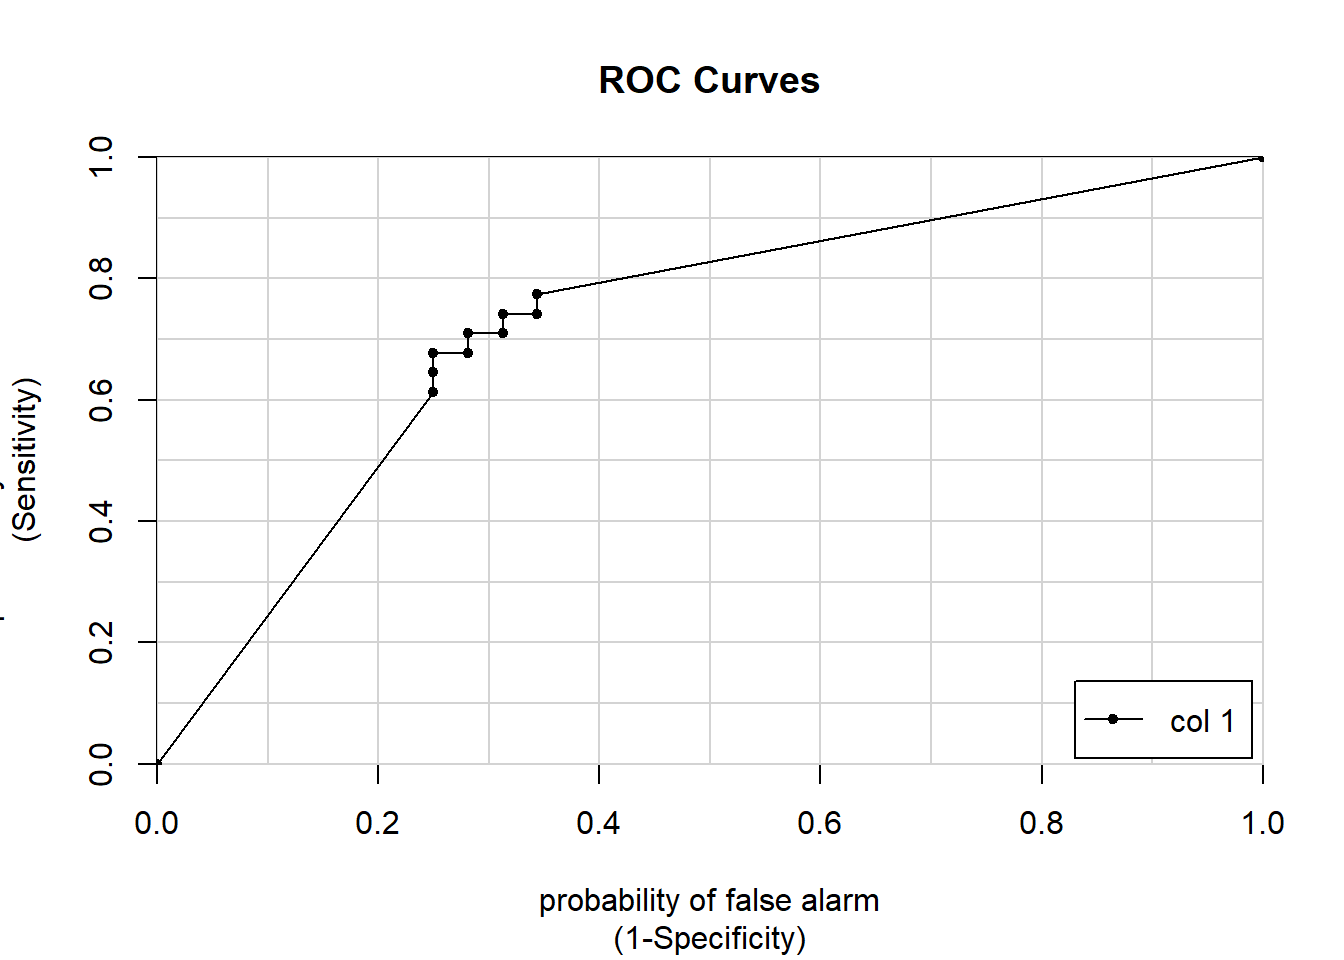 ROC Curves
(Sensitivity)
1.0
0.8
0.6
0.4
0.2
0.0
col 1
0.0 0.2 0.4 0.6 0.8 1.0
probability of false alarm
(1-Specificity)